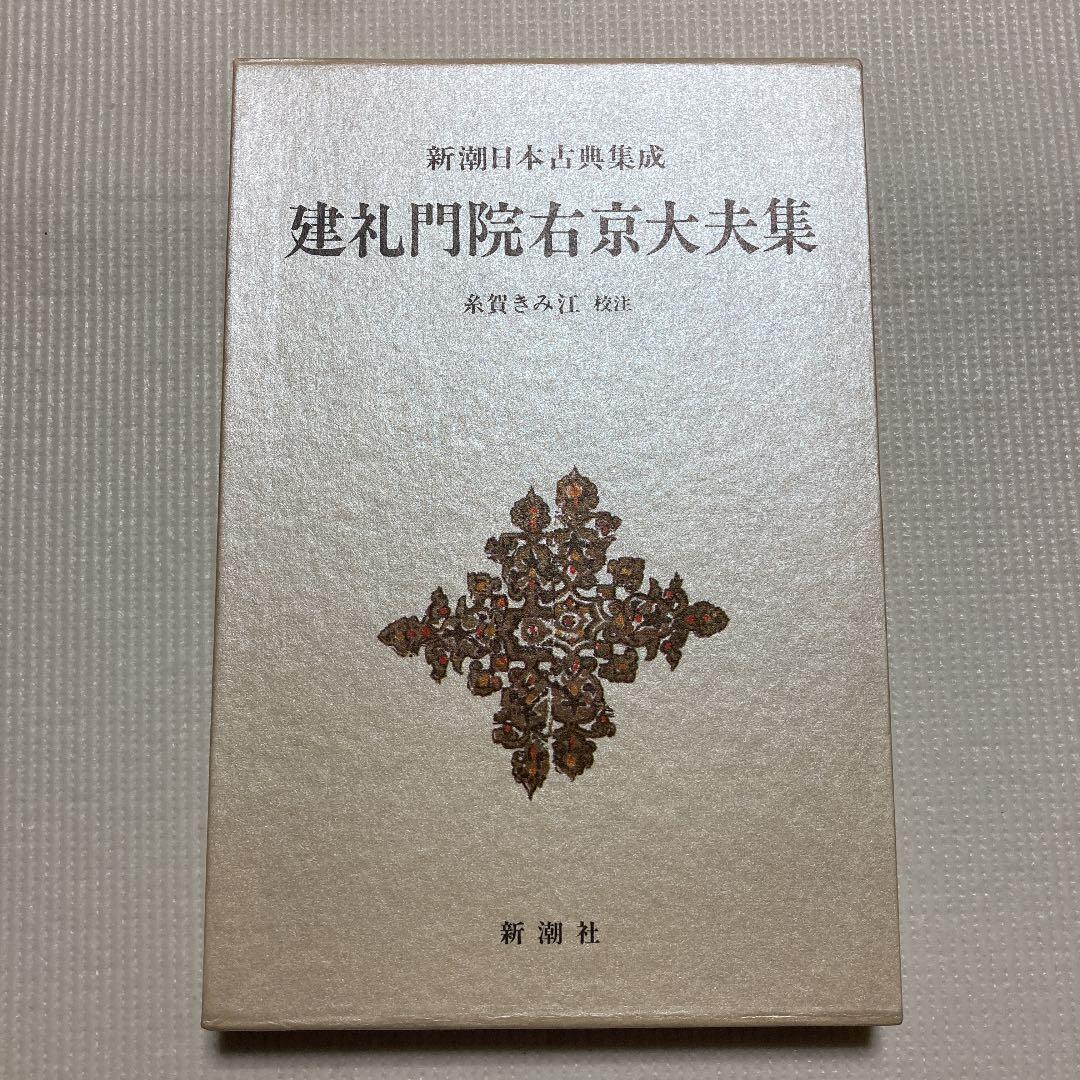 新潮日本古典集成
建礼門院右京大夫集
糸賀きみ江 校注
新潮社